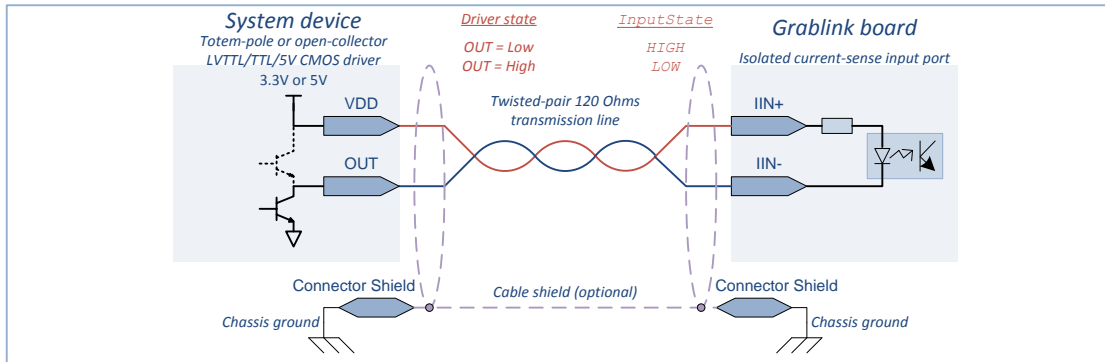 System device
Totem-pole or open-collector
LVTTL/TTL/5V CMOS driver
3.3V or 5V
VDD
OUT
Driver state
OUT = Low
OUT = High
InputState
HIGH
LOW
Twisted-pair 120 Ohms
transmission line
Grablink board
Isolated current-sense input port
IIN+
IIN-
Connector Shield
Chassis ground
Cable shield (optional)
Connector Shield
Chassis ground